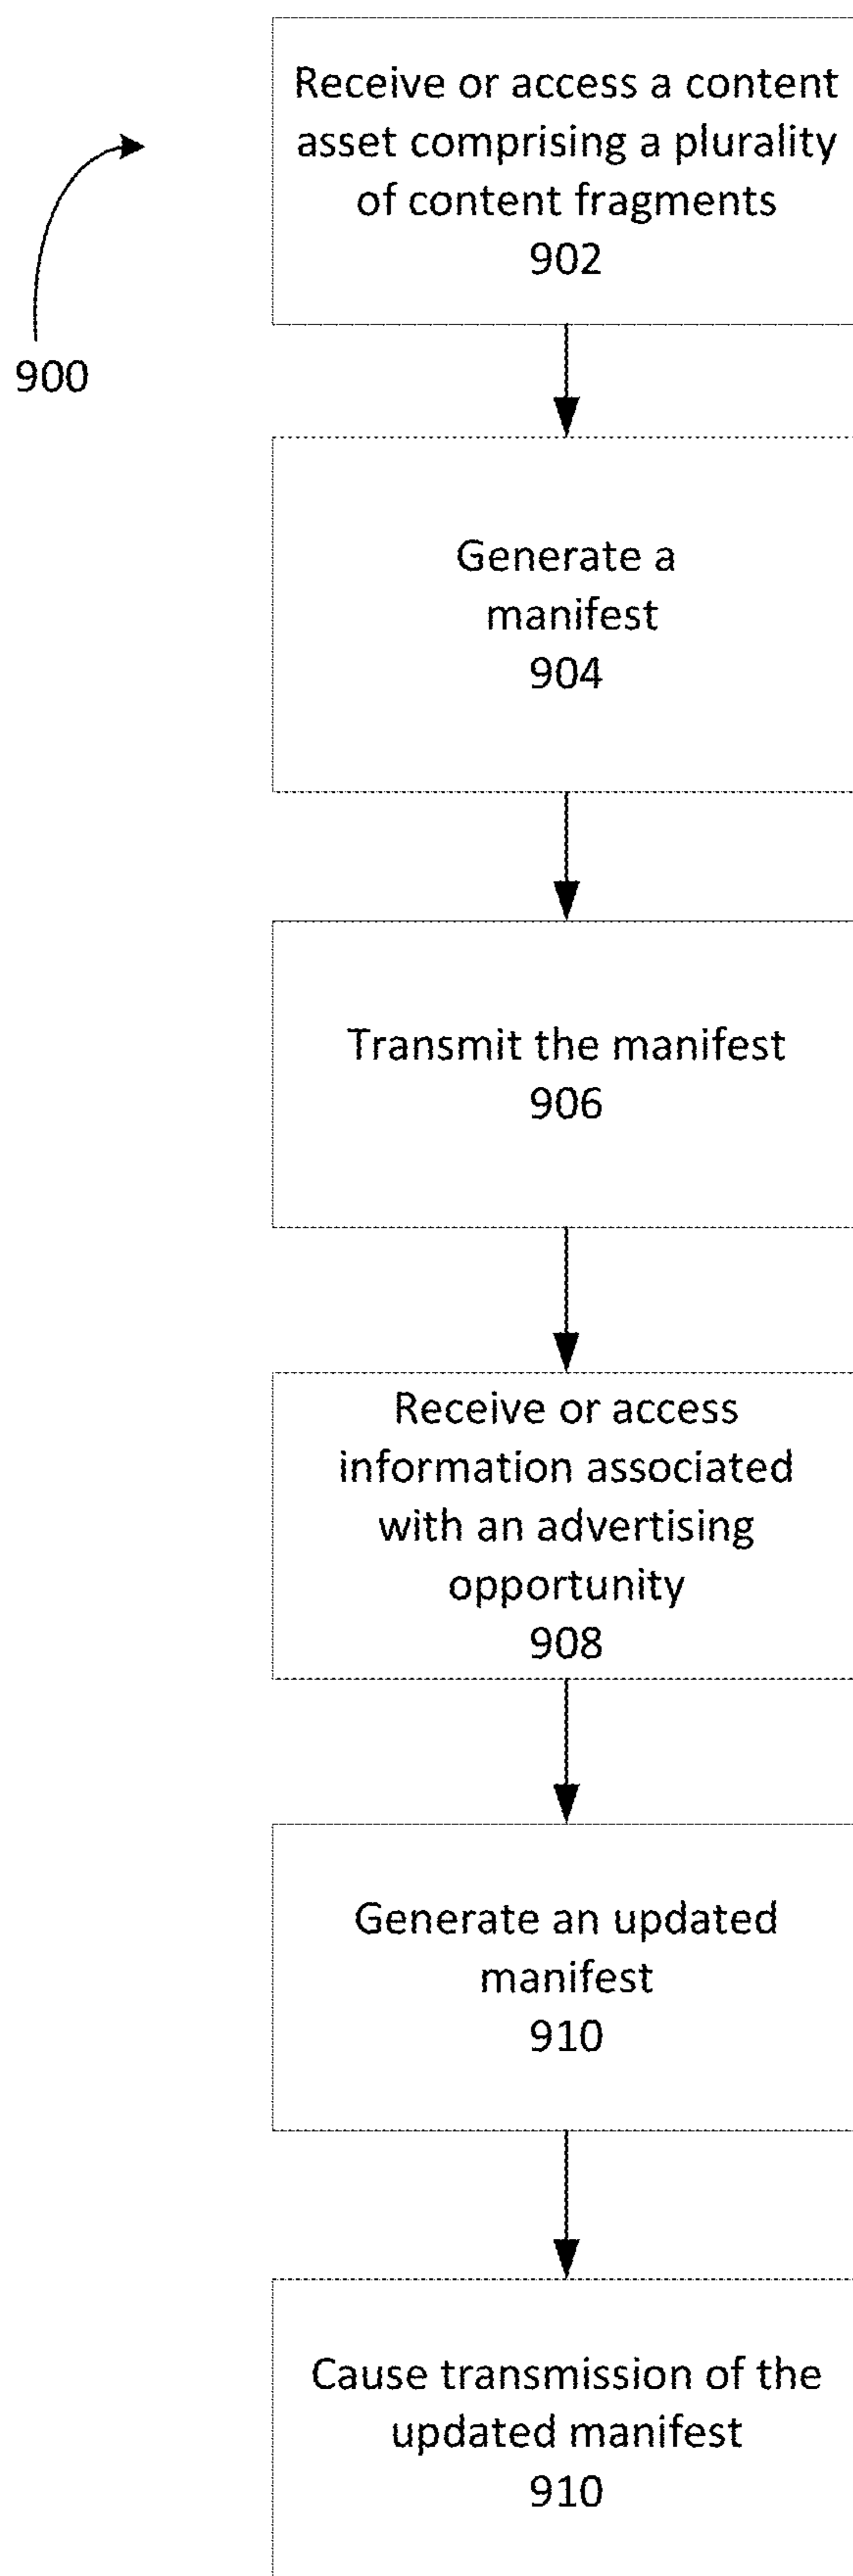 Receive or access a content
asset comprising a plurality
of content fragments
902
900
Generate a
manifest
904
Transmit the manifest
906
Receive or access
information associated
with an advertising
opportunity
908
Generate an updated
manifest
910
Cause transmission of the
updated manifest
910